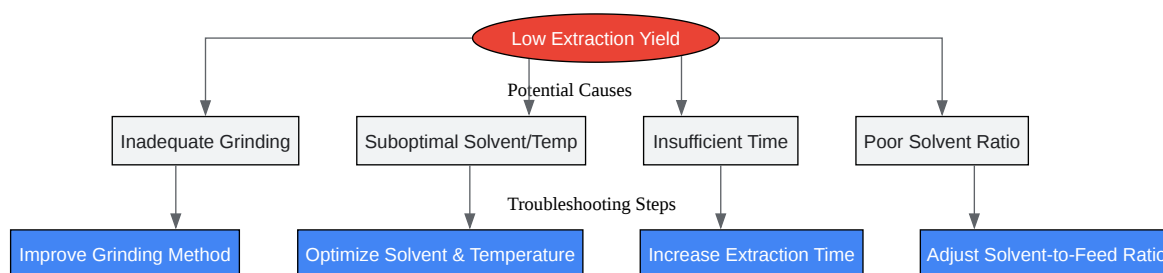 Low Extraction Yield
Potential Causes
Inadequate Grinding
Suboptimal Solvent/Temp
Insufficient Time
Poor Solvent Ratio
Troubleshooting Steps
Improve Grinding Method
Optimize Solvent & Temperature
Increase Extraction Time
Adjust Solvent-to-Feed Ratio